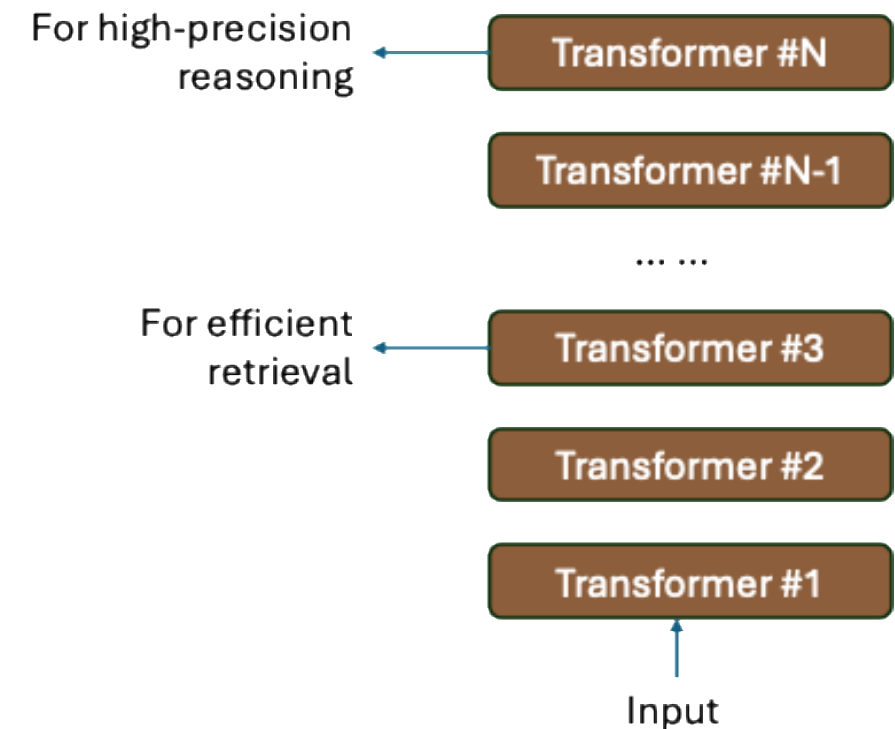 For high-precision
reasoning
Transformer #N
Transformer #N-1
... ...
For efficient
retrieval
Transformer #3
Transformer #2
Transformer #1
Input